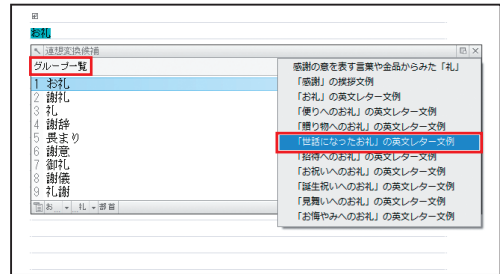 お礼
連想変換候補
グループ一覧
1 お礼
2 謝礼
3 礼
4 謝辞
5 畏まり
6 謝意
7 御礼
8 謝儀
9 礼謝
お 礼 部首
感謝の意を表す言葉や金品からみた「礼」
「感謝」の挨拶文例
「お礼」の英文レター文例
「便りへのお礼」の英文レター文例
「贈り物へのお礼」の英文レター文例
「世話になったお礼」の英文レター文例
「招待へのお礼」の英文レター文例
「お祝いへのお礼」の英文レター文例
「誕生祝いへのお礼」の英文レター文例
「見舞いへのお礼」の英文レター文例
「お悔やみへのお礼」の英文レター文例